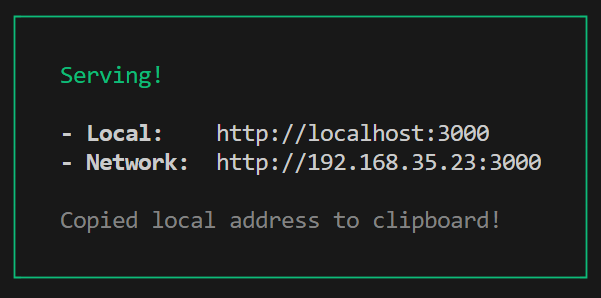 Serving!
- Local: http://localhost:3000
- Network: http://192.168.35.23:3000
Copied local address to clipboard!